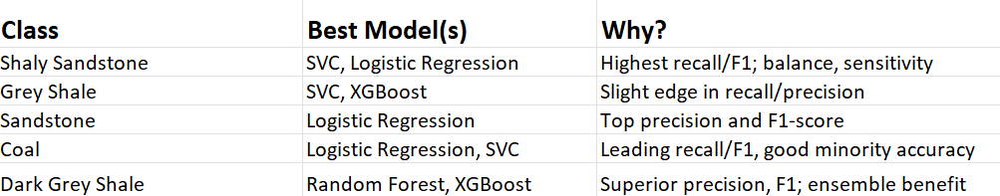 Class Best Model(s) Why?
Shaly Sandstone SVC, Logistic Regression Highest recall/F1; balance, sensitivity
Grey Shale SVC, XGBoost Slight edge in recall/precision
Sandstone Logistic Regression Top precision and F1-score
Coal Logistic Regression, SVC Leading recall/F1, good minority accuracy
Dark Grey Shale Random Forest, XGBoost Superior precision, F1; ensemble benefit